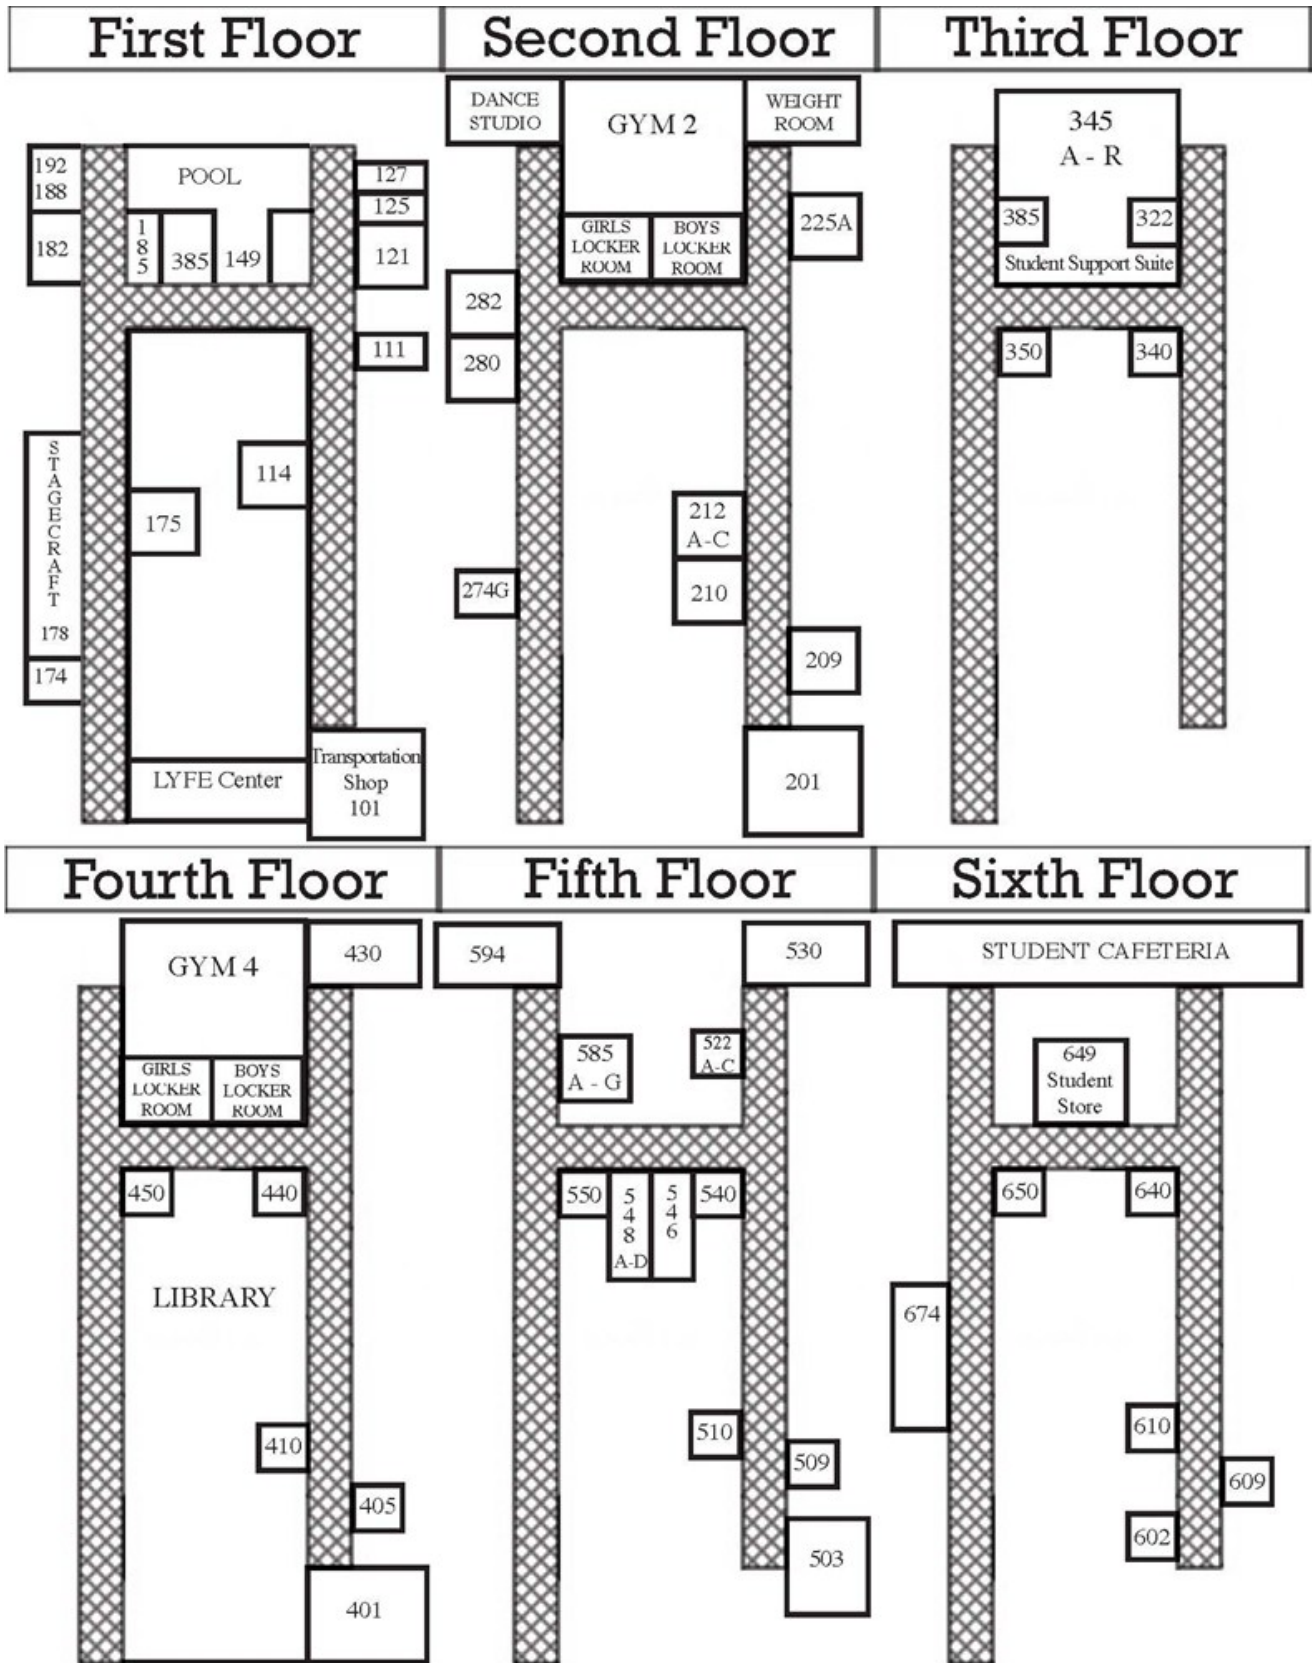 First Floor
192
188
POOL
127
125
182
1
8
5
385
149
121
111
S
T
A
G
E
C
R
A
F
T
178
114
175
174
LYFE Center
Transportation
Shop
101
Second Floor
DANCE
STUDIO
GYM 2
WEIGHT
ROOM
GIRLS
LOCKER
ROOM
BOYS
LOCKER
ROOM
225A
282
280
212
A-C
274G
210
209
201
Third Floor
345
A - R
385
322
Student Support Suite
350
340
Fourth Floor
GYM 4
430
GIRLS
LOCKER
ROOM
BOYS
LOCKER
ROOM
450
440
LIBRARY
410
405
401
Fifth Floor
594
530
585
A - G
522
A-C
550
5
4
8
A-D
5
4
6
540
510
509
503
Sixth Floor
STUDENT CAFETERIA
649
Student
Store
650
640
674
610
609
602